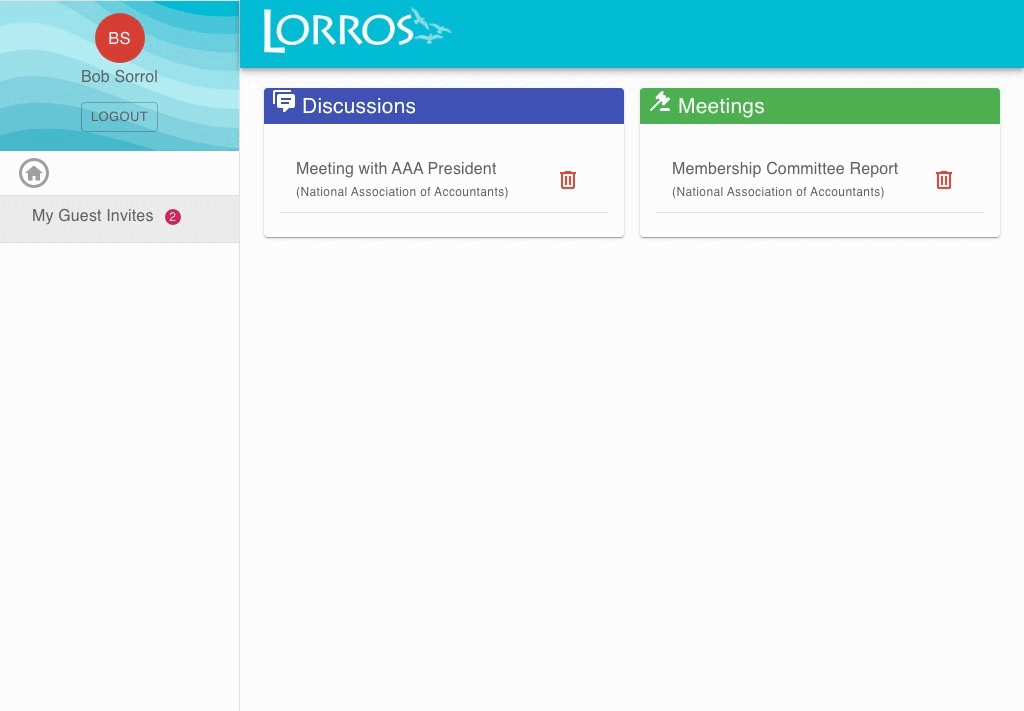 BS
Bob Sorrol
LOGOUT
My Guest Invites 2
LORROS
Discussions
Meeting with AAA President
(National Association of Accountants)
Meetings
Membership Committee Report
(National Association of Accountants)